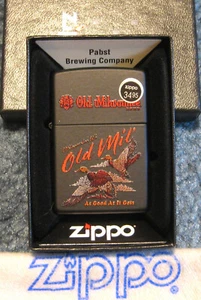 Pabst
Brewing Company
Old Milwaukee
zippo
3495
Old Mil'
As Good As It Gets
zippo
zippo